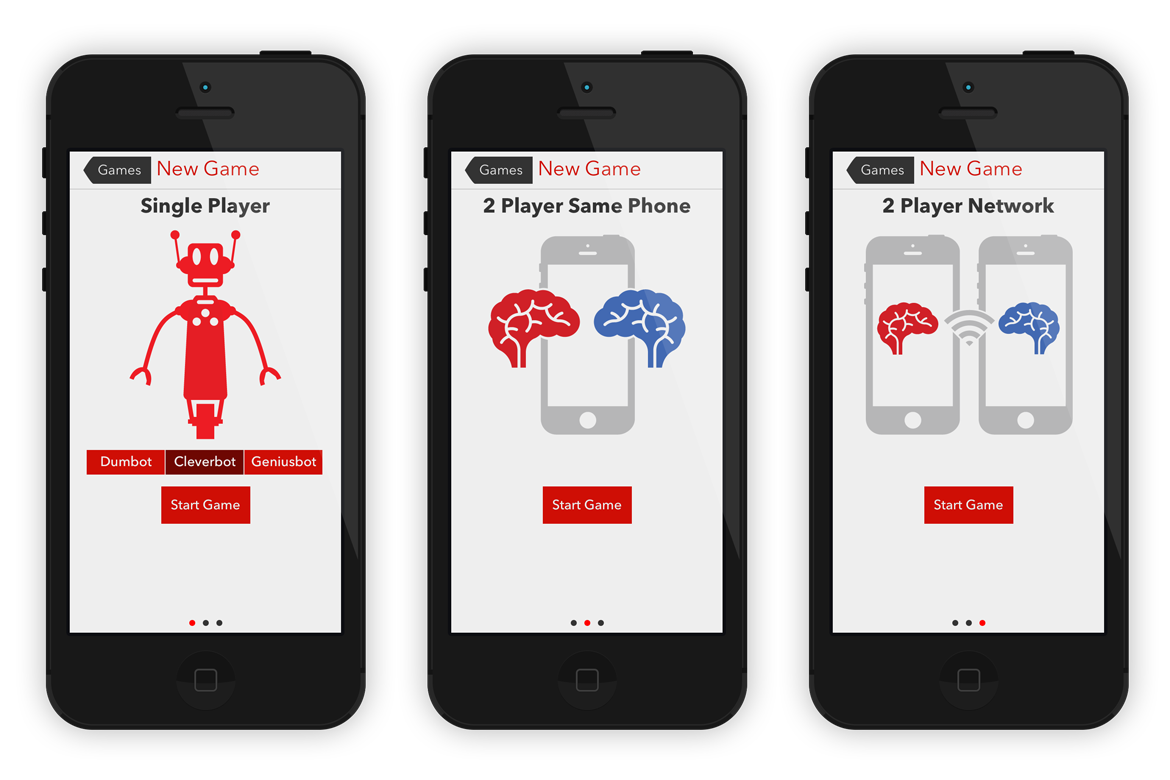 Games New Game
Single Player
Dumbot Cleverbot Geniusbot
Start Game
Games New Game
2 Player Same Phone
Start Game
Games New Game
2 Player Network
Start Game